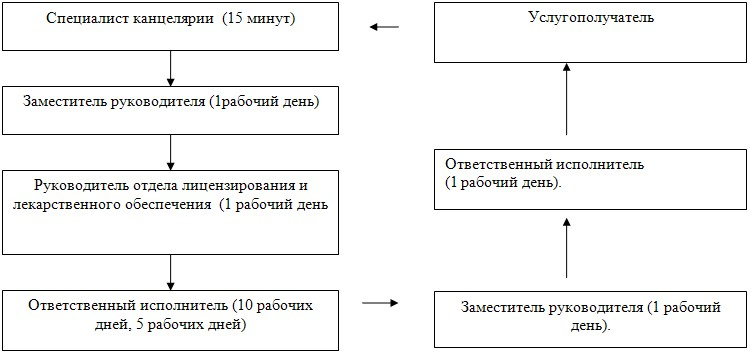 Специалист канцелярии (15 минут)
Услугополучатель
Заместитель руководителя (1рабочий день)
Руководитель отдела лицензирования и
лекарственного обеспечения (1 рабочий день
Ответственный исполнитель
(1 рабочий день).
Ответственный исполнитель (10 рабочих
дней, 5 рабочих дней)
Заместитель руководителя (1 рабочий
день).